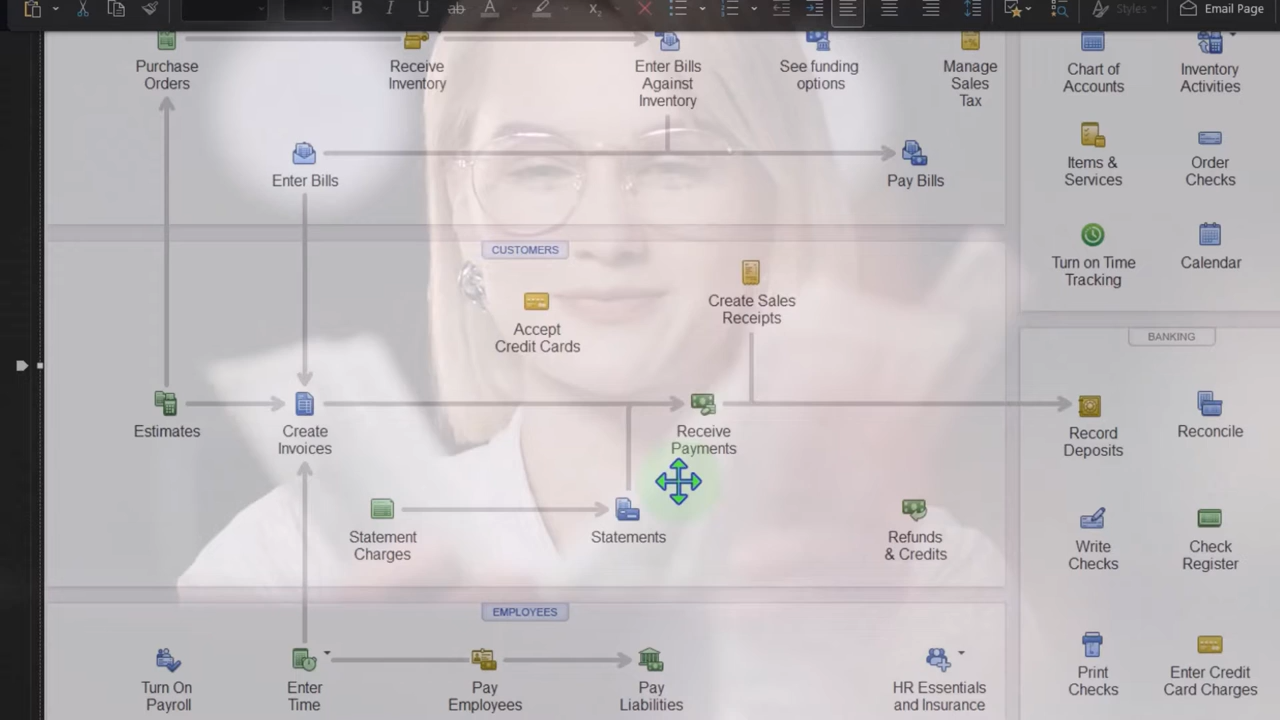 B I U ab A x
Styles
Email Page
Purchase
Orders
Receive
Inventory
Enter Bills
Against
Inventory
See funding
options
Manage
Sales
Tax
Chart of
Accounts
Inventory
Activities
Enter Bills
Pay Bills
Items &
Services
Order
Checks
Turn on Time
Tracking
Calendar
CUSTOMERS
Accept
Credit Cards
Create Sales
Receipts
BANKING
Estimates
Create
Invoices
Receive
Payments
Record
Deposits
Reconcile
Statement
Charges
Statements
Refunds
& Credits
Write
Checks
Check
Register
EMPLOYEES
Turn On
Payroll
Enter
Time
Pay
Employees
Pay
Liabilities
HR Essentials
and Insurance
Print
Checks
Enter Credit
Card Charges